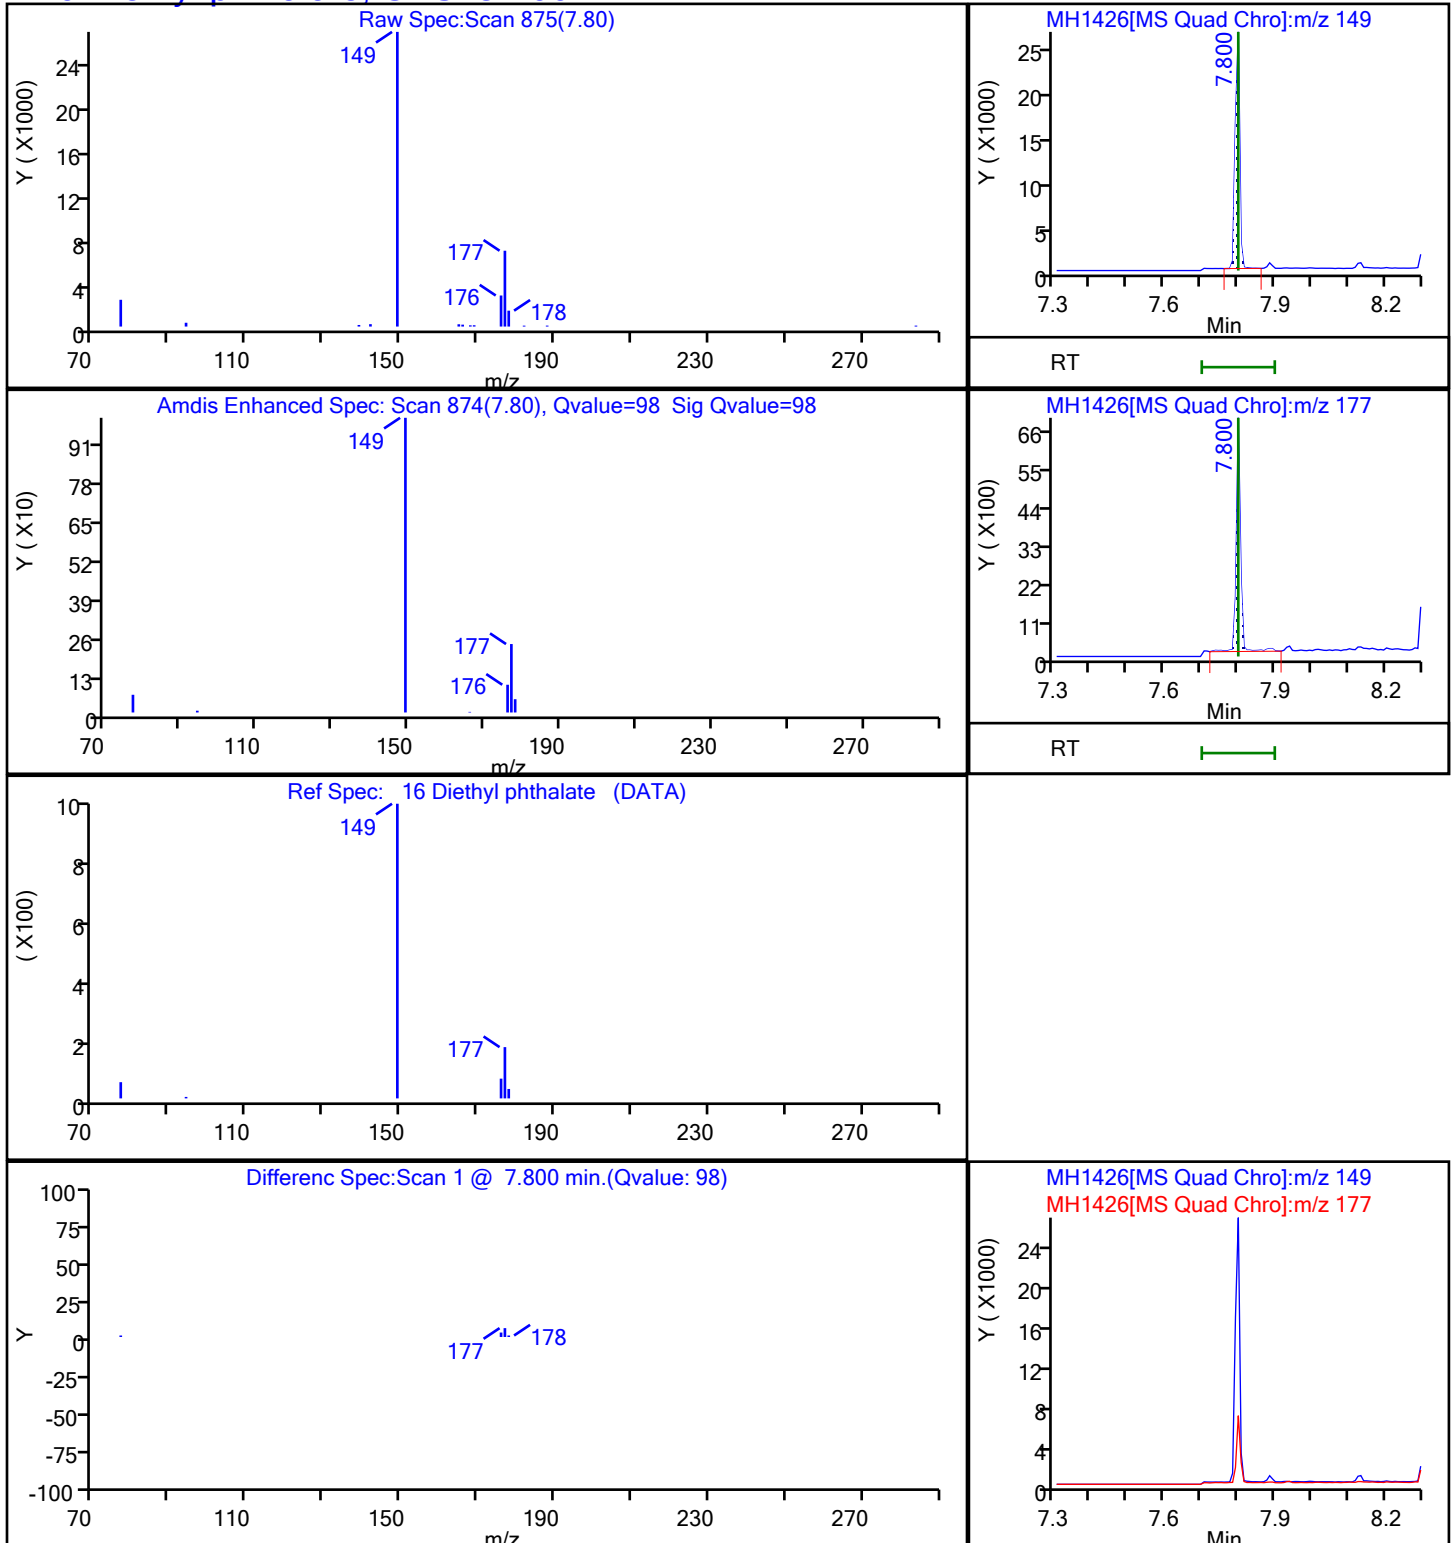 Raw Spec:Scan 875(7.80)
Y ( X1000)
24
20
16
12
8
4
0
149
177
176
178
70 110 150 190 230 270
m/z
MH1426[MS Quad Chro]:m/z 149
Y ( X1000)
25
20
15
10
5
0
7.800
7.3 7.6 7.9 8.2
Min
RT
Amdis Enhanced Spec: Scan 874(7.80), Qvalue=98 Sig Qvalue=98
Y ( X10)
91
78
65
52
39
26
13
0
149
177
176
70 110 150 190 230 270
m/z
MH1426[MS Quad Chro]:m/z 177
Y ( X100)
66
55
44
33
22
11
0
7.800
7.3 7.6 7.9 8.2
Min
RT
Ref Spec: 16 Diethyl phthalate (DATA)
( X100)
10
8
6
4
2
0
149
177
70 110 150 190 230 270
Differenc Spec:Scan 1 @ 7.800 min.(Qvalue: 98)
Y
100
75
50
25
0
-25
-50
-75
-100
177
178
70 110 150 190 230 270
m/z
MH1426[MS Quad Chro]:m/z 149
MH1426[MS Quad Chro]:m/z 177
Y ( X1000)
24
20
16
12
8
4
0
7.3 7.6 7.9 8.2
Min